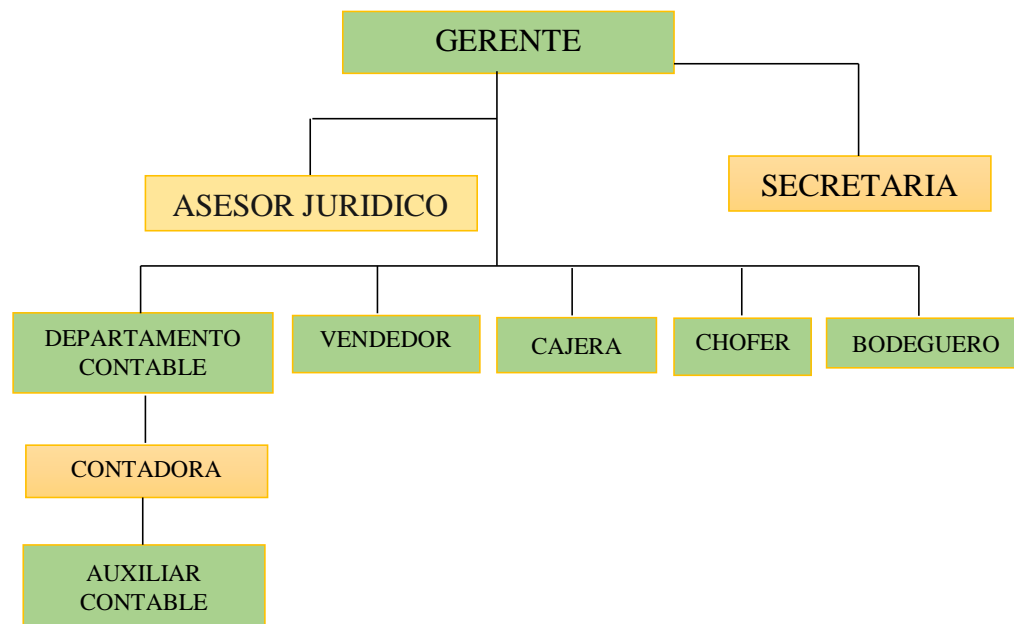 GERENTE
ASESOR JURIDICO
SECRETARIA
DEPARTAMENTO
CONTABLE
VENDEDOR
CAJERA
CHOFER
BODEGUERO
CONTADORA
AUXILIAR
CONTABLE